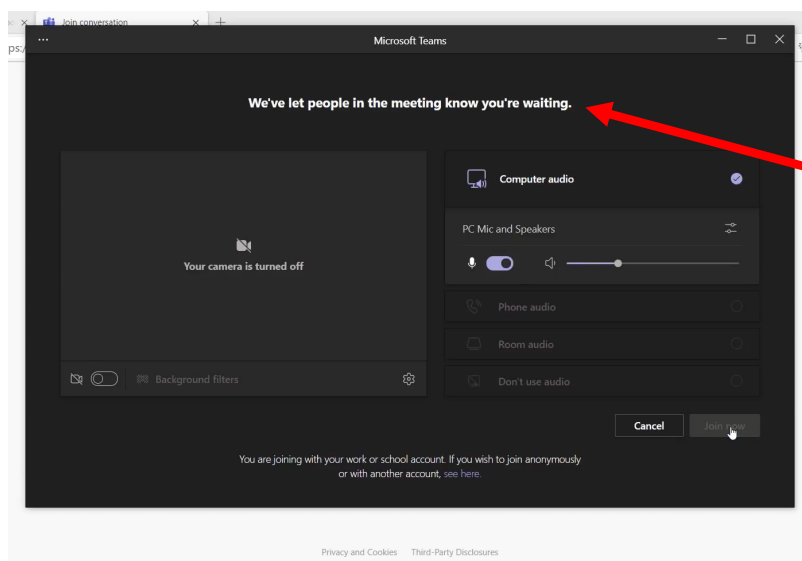 Join conversation
ps:/
Microsoft Teams
We've let people in the meeting know you're waiting.
Computer audio
PC Mic and Speakers
Your camera is turned off
Phone audio
Room audio
Background filters
Don't use audio
Cancel
Join now
You are joining with your work or school account. If you wish to join anonymously
or with another account, see here.
Privacy and Cookies Third-Party Disclosures